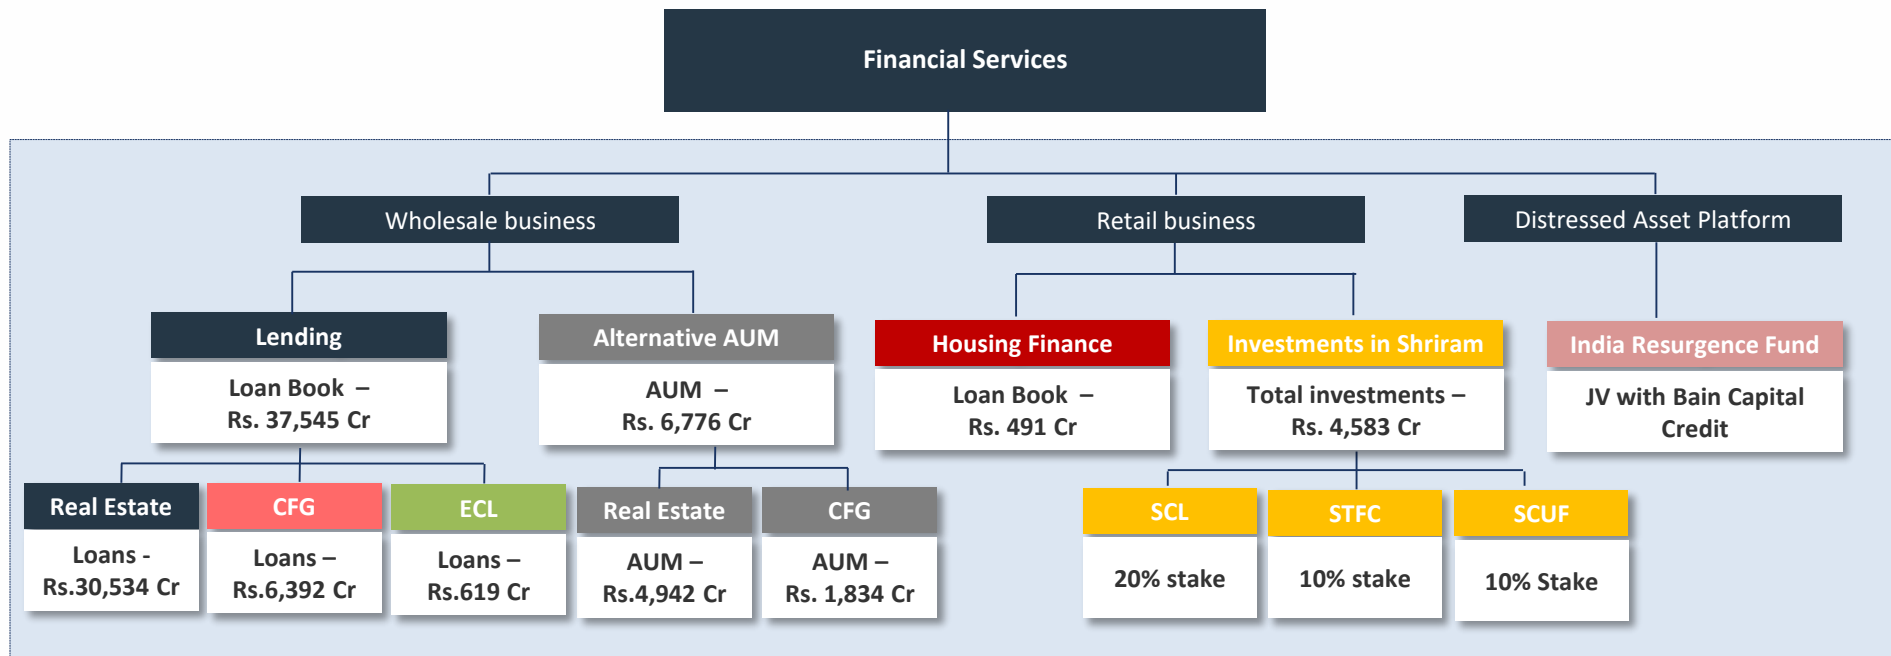 Financial Services
Wholesale business
Retail business
Distressed Asset Platform
Lending
Loan Book –
Rs. 37,545 Cr
Alternative AUM
AUM –
Rs. 6,776 Cr
Housing Finance
Loan Book –
Rs. 491 Cr
Investments in Shriram
Total investments –
Rs. 4,583 Cr
India Resurgence Fund
JV with Bain Capital
Credit
Real Estate
Loans -
Rs.30,534 Cr
CFG
Loans –
Rs.6,392 Cr
ECL
Loans –
Rs.619 Cr
Real Estate
AUM –
Rs.4,942 Cr
CFG
AUM –
Rs. 1,834 Cr
SCL
20% stake
STFC
10% stake
SCUF
10% Stake